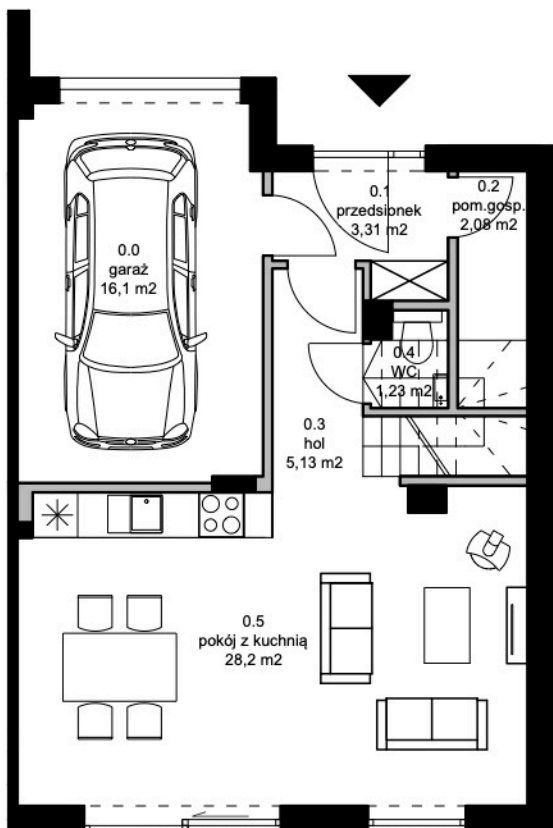 0.1
przedsionek
3,31 m2
0.2
pom.gosp.
2,08 m2
0.0
garaż
16,1 m2
0.4
WC
1,23 m2
0.3
hol
5,13 m2
0.5
pokój z kuchnią
28,2 m2